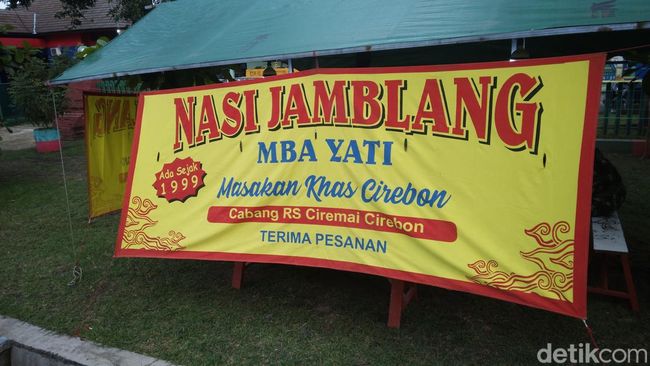 NASI JAMBLANG
MBA YATI
Ada Sejak
1999
Masakan Khas Cirebon
Cabang RS Ciremai Cirebon
TERIMA PESANAN
detikcom